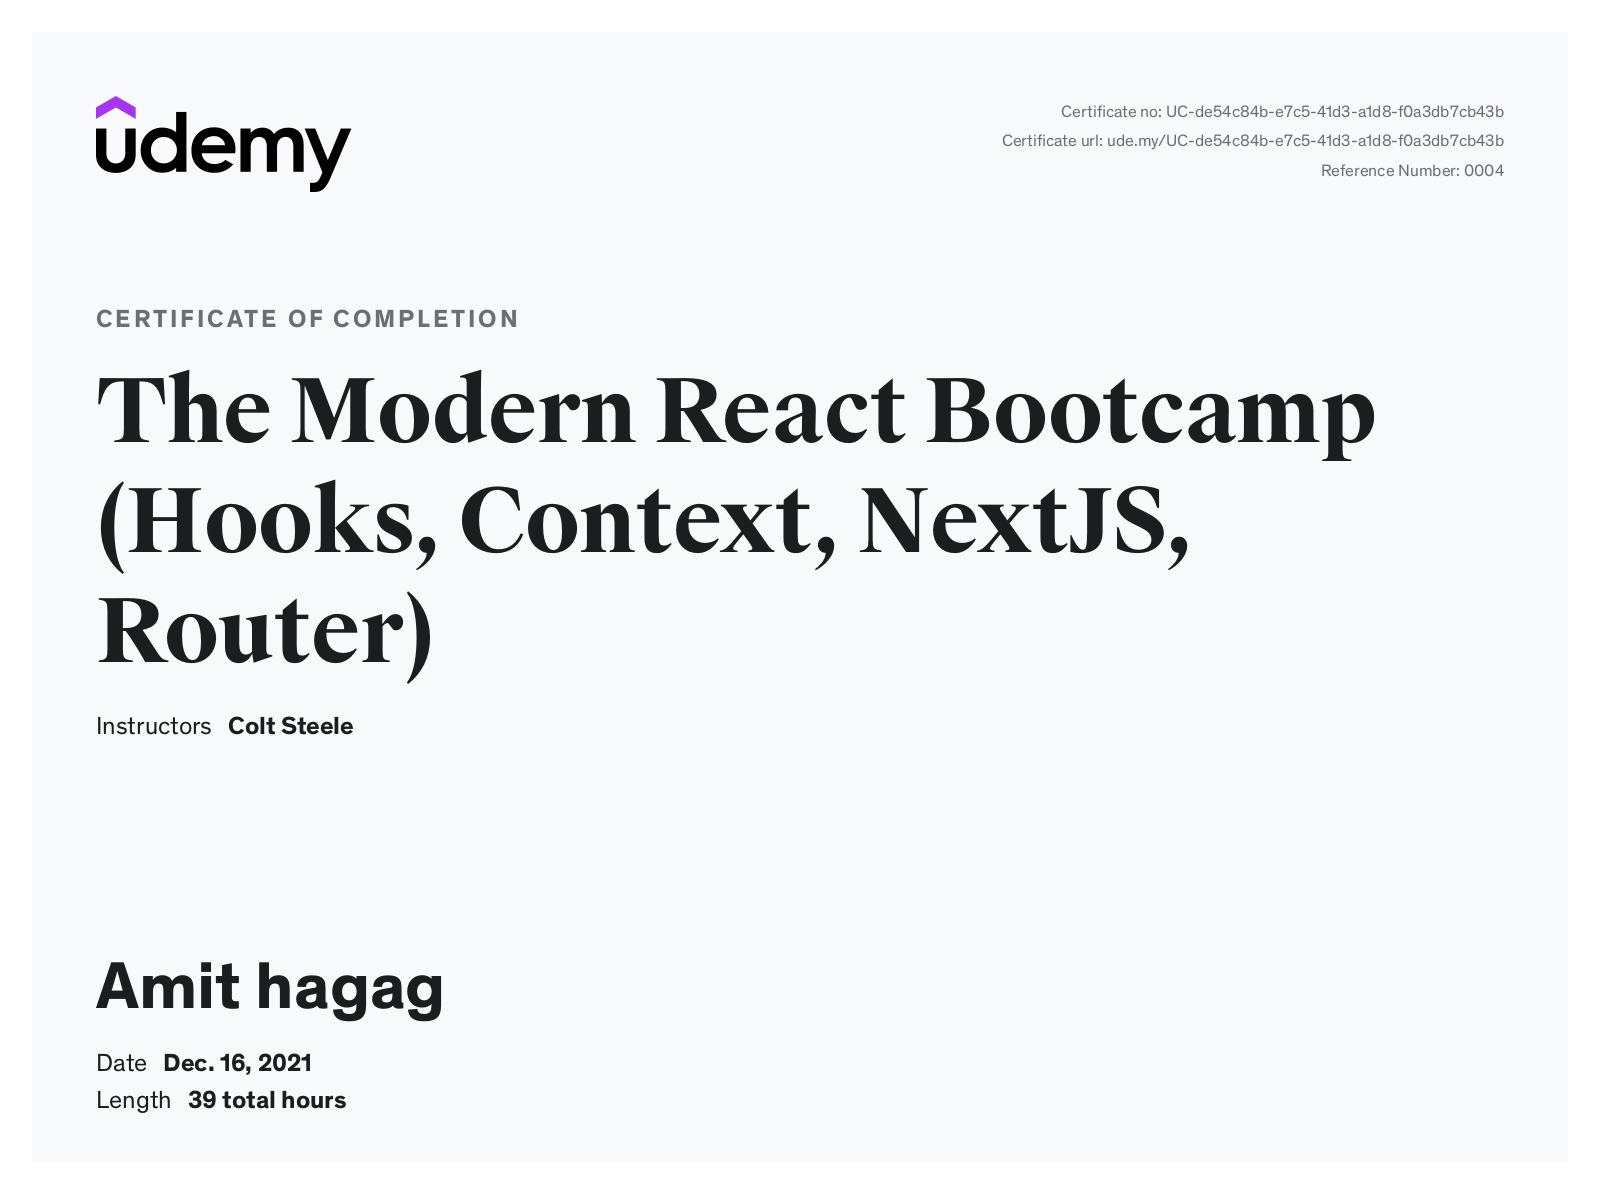 udemy
Certificate no: UC-de54c84b-e7c5-41d3-a1d8-f0a3db7cb43b
Certificate url: ude.my/UC-de54c84b-e7c5-41d3-a1d8-f0a3db7cb43b
Reference Number: 0004
CERTIFICATE OF COMPLETION
The Modern React Bootcamp
(Hooks, Context, NextJS,
Router)
Instructors Colt Steele
Amit hagag
Date Dec. 16, 2021
Length 39 total hours